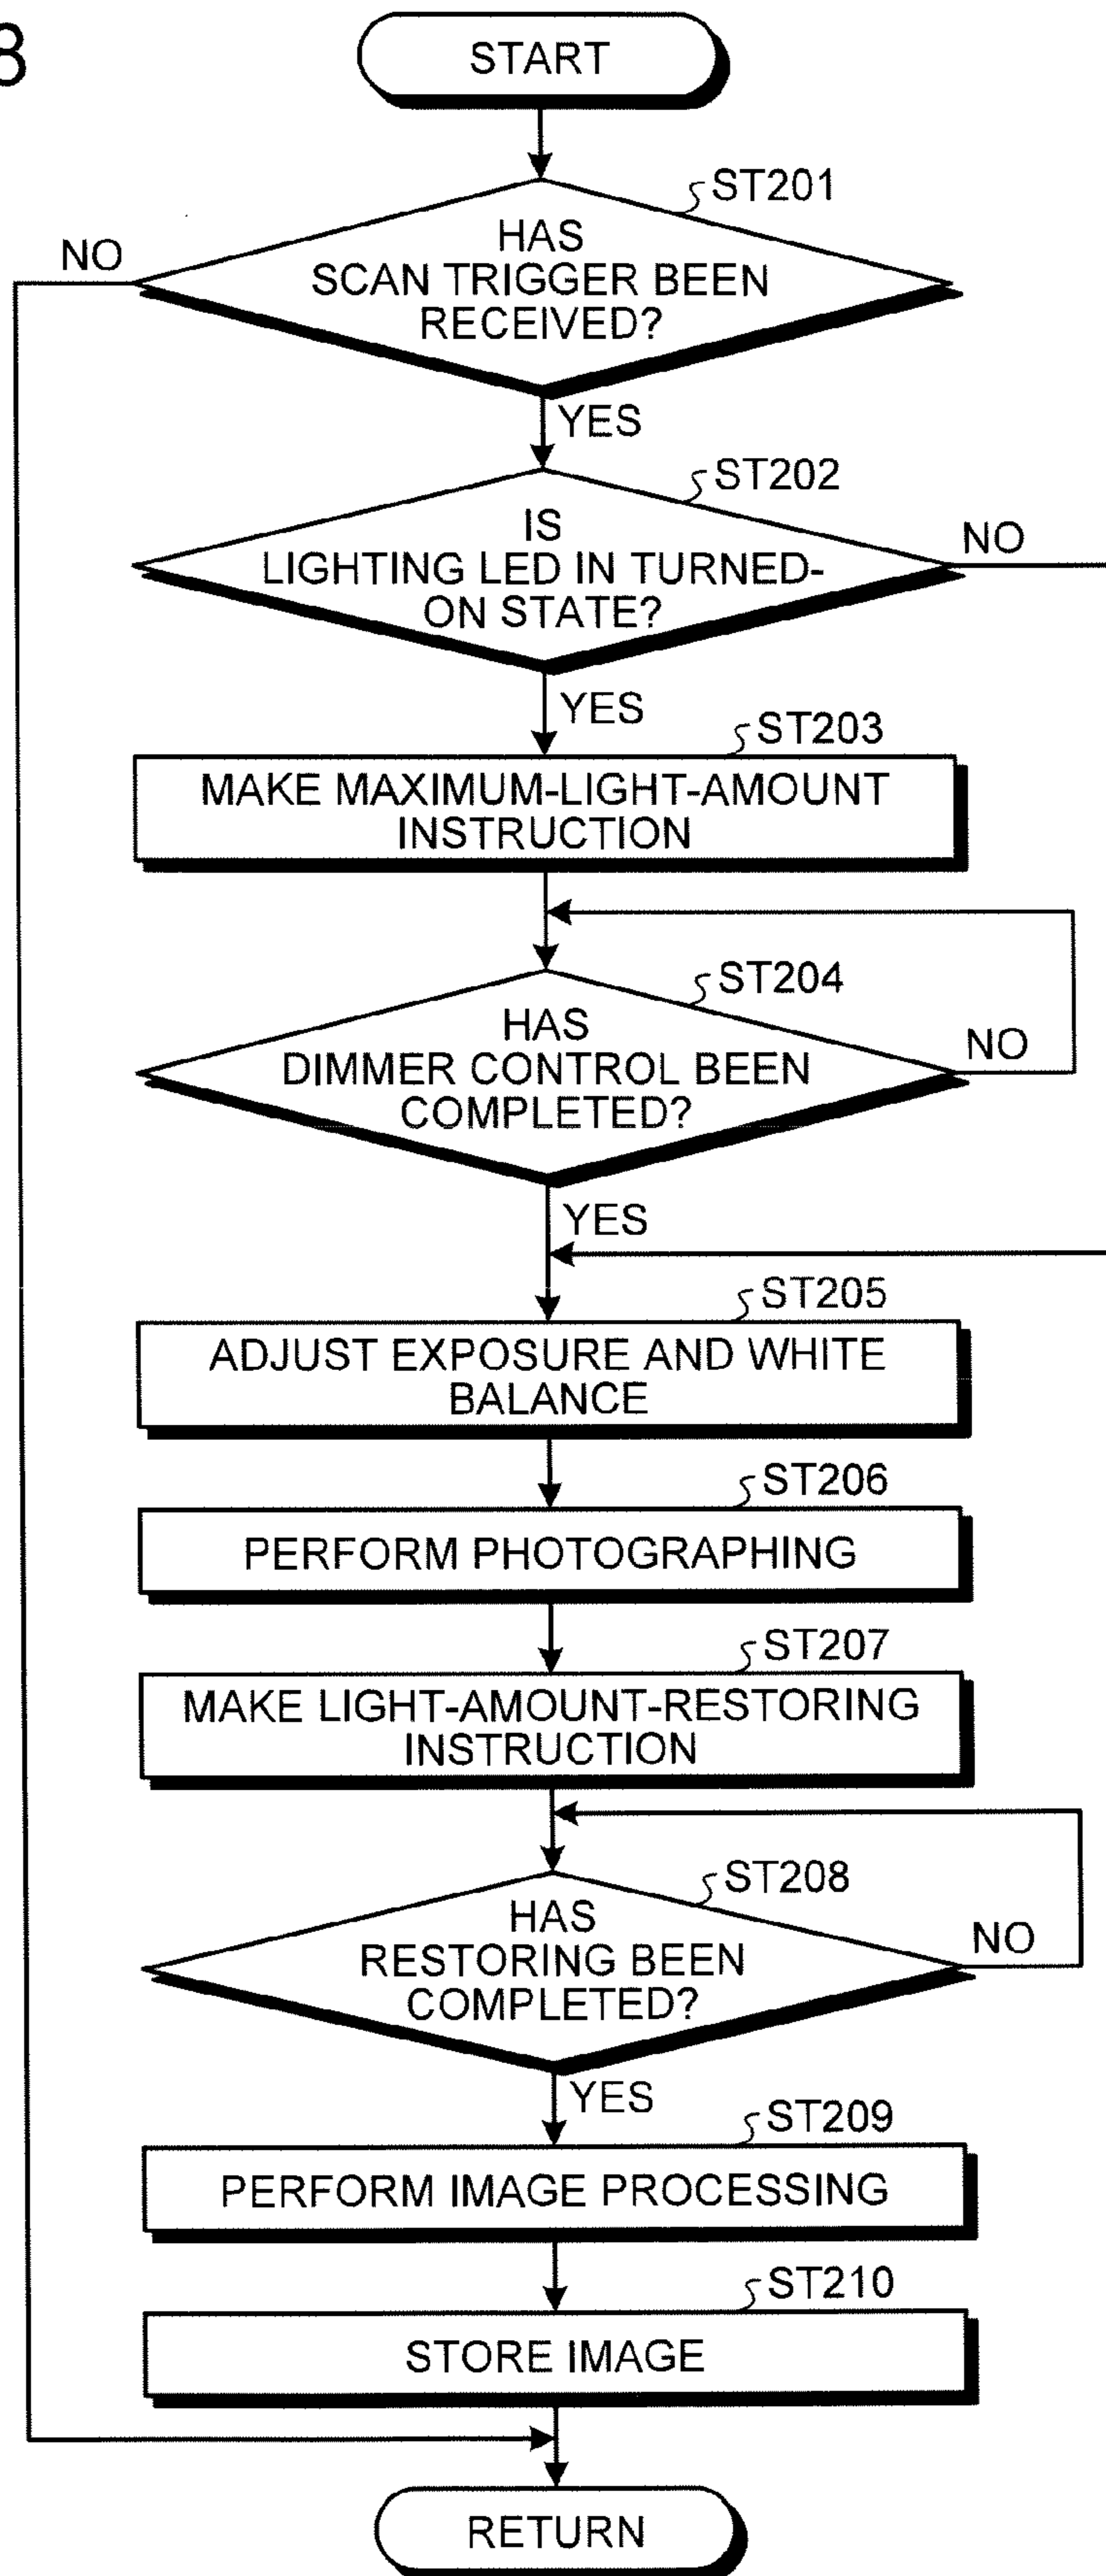 8
START
ST201
NO
HAS
SCAN TRIGGER BEEN
RECEIVED?
YES
ST202
IS
LIGHTING LED IN TURNED-
ON STATE?
NO
YES
ST203
MAKE MAXIMUM-LIGHT-AMOUNT
INSTRUCTION
ST204
HAS
DIMMER CONTROL BEEN
COMPLETED?
NO
YES
ST205
ADJUST EXPOSURE AND WHITE
BALANCE
ST206
PERFORM PHOTOGRAPHING
ST207
MAKE LIGHT-AMOUNT-RESTORING
INSTRUCTION
ST208
HAS
RESTORING BEEN
COMPLETED?
NO
YES
ST209
PERFORM IMAGE PROCESSING
ST210
STORE IMAGE
RETURN